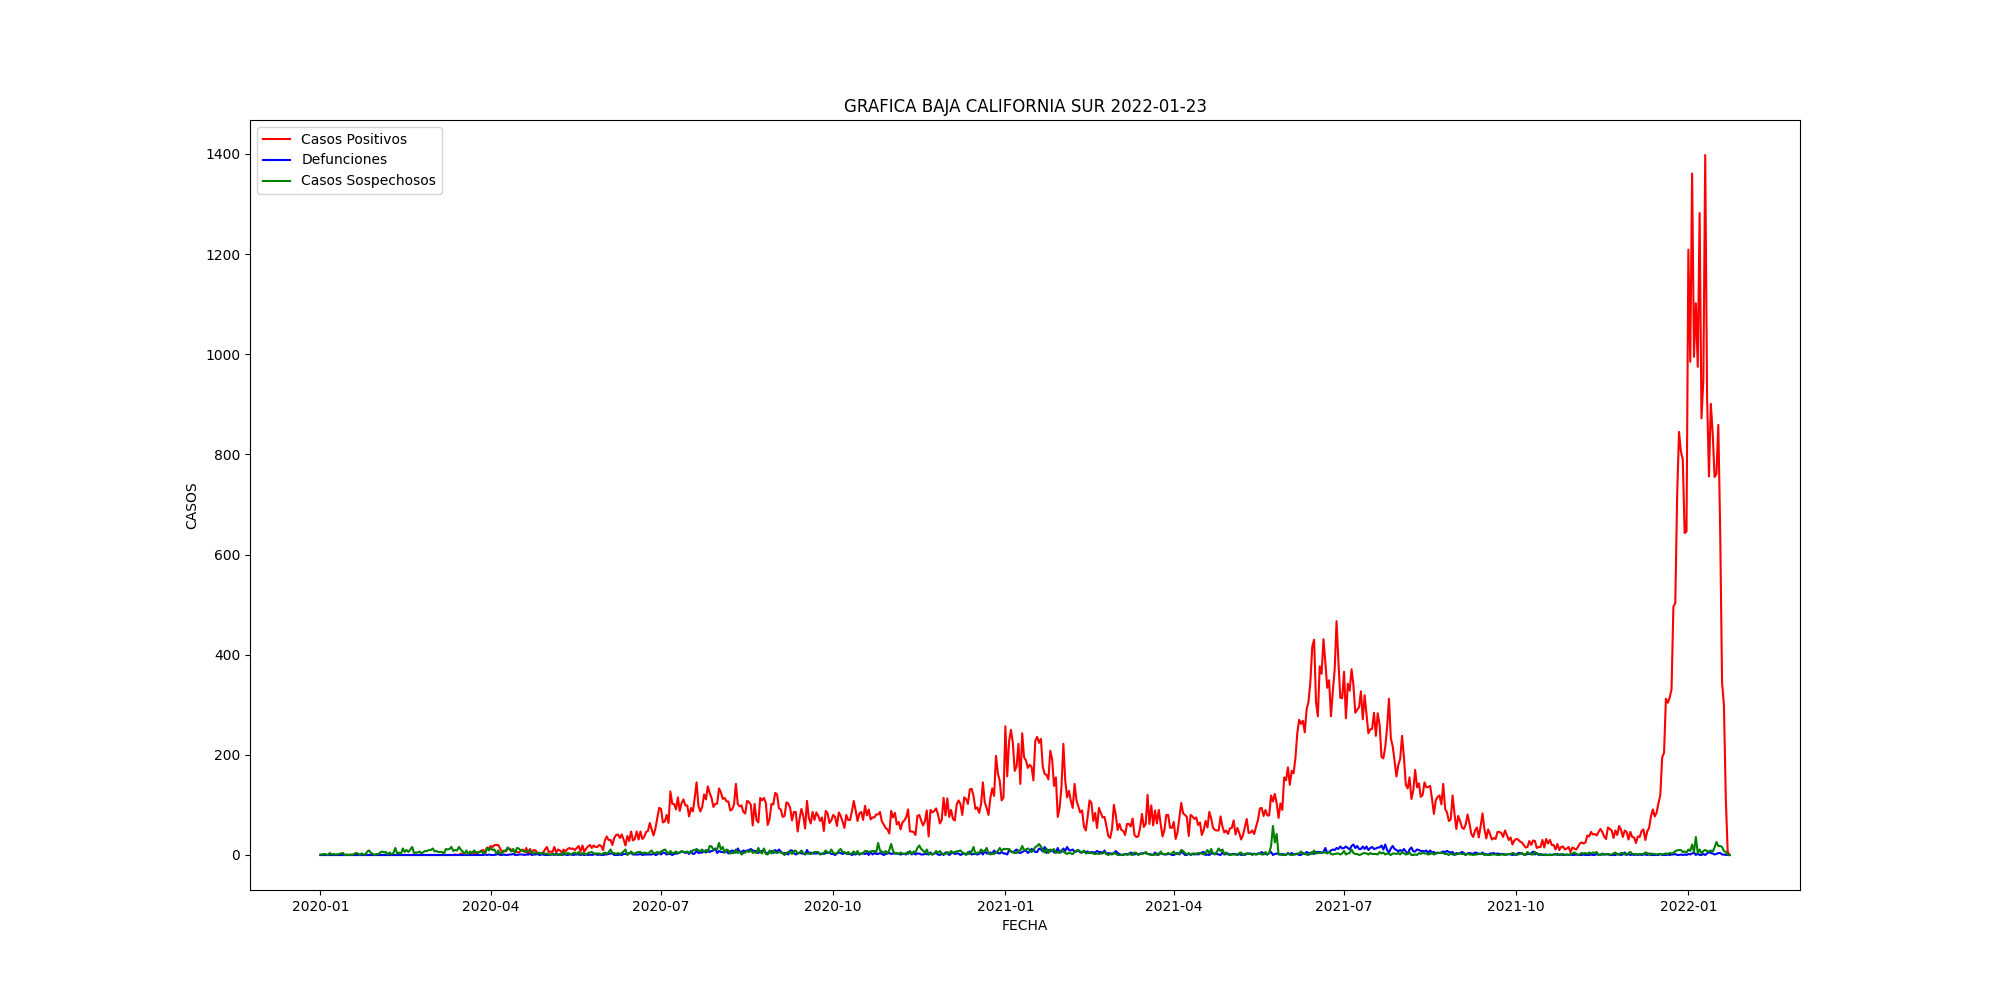 GRAFICA BAJA CALIFORNIA SUR 2022-01-23
Casos Positivos
Defunciones
Casos Sospechosos
1400
1200
1000
800
600
400
200
0
CASOS
2020-01 2020-04 2020-07 2020-10 2021-01 2021-04 2021-07 2021-10 2022-01
FECHA